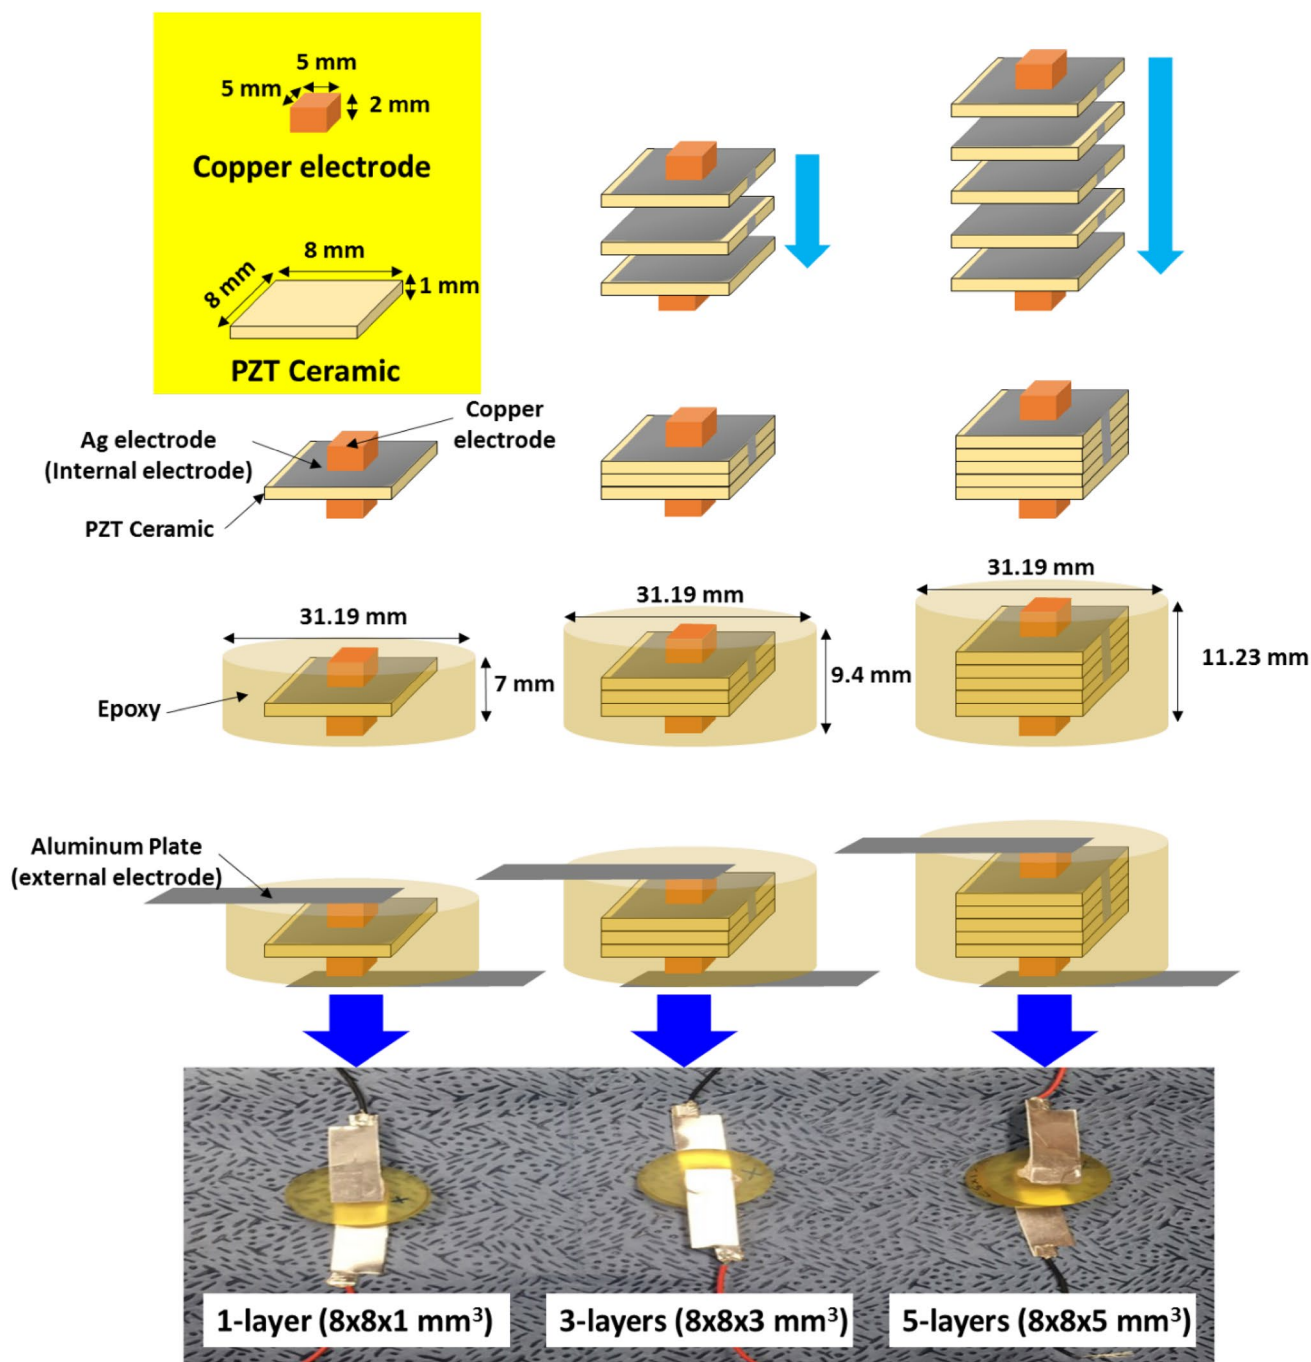 5 mm
5 mm
2 mm
Copper electrode
8 mm
8 mm
1 mm
PZT Ceramic
Ag electrode
(Internal electrode)
Copper
electrode
PZT Ceramic
31.19 mm
7 mm
Epoxy
31.19 mm
9.4 mm
31.19 mm
11.23 mm
Aluminum Plate
(external electrode)
1-layer (8x8x1 mm³)
3-layers (8x8x3 mm³)
5-layers (8x8x5 mm³)